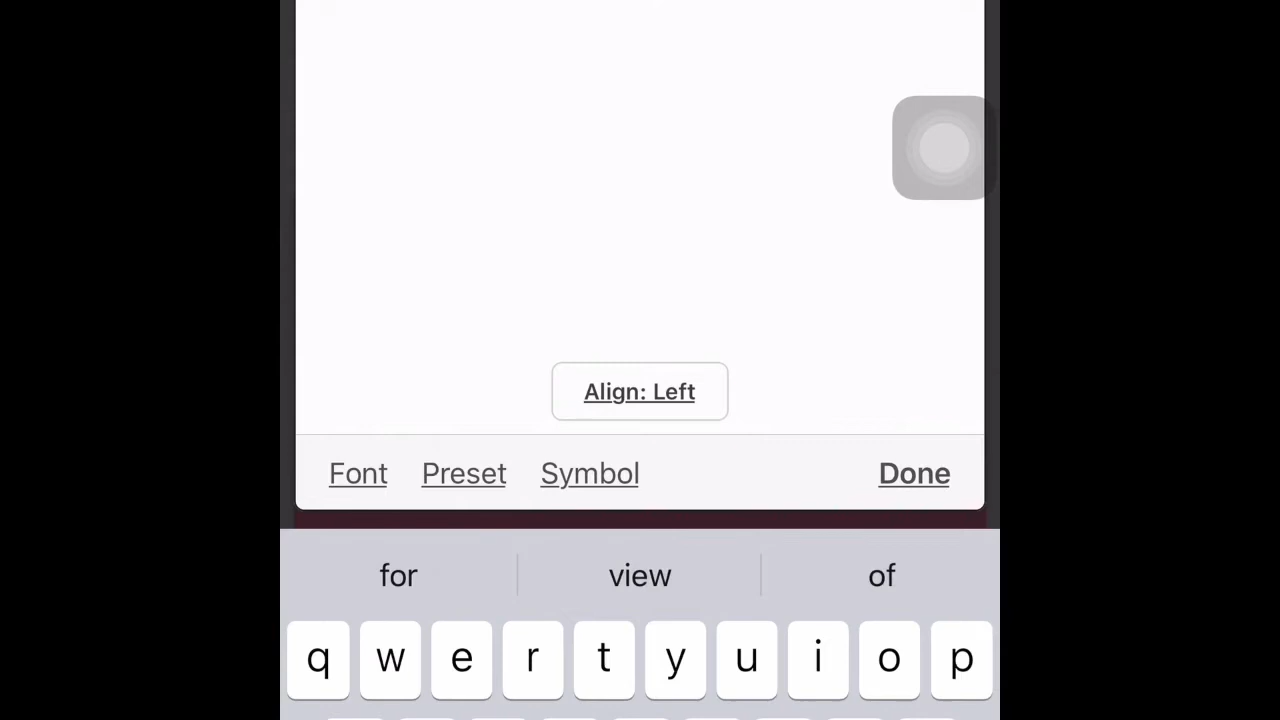 Align: Left
Font Preset Symbol Done
for view of
q w e r t y u i o p